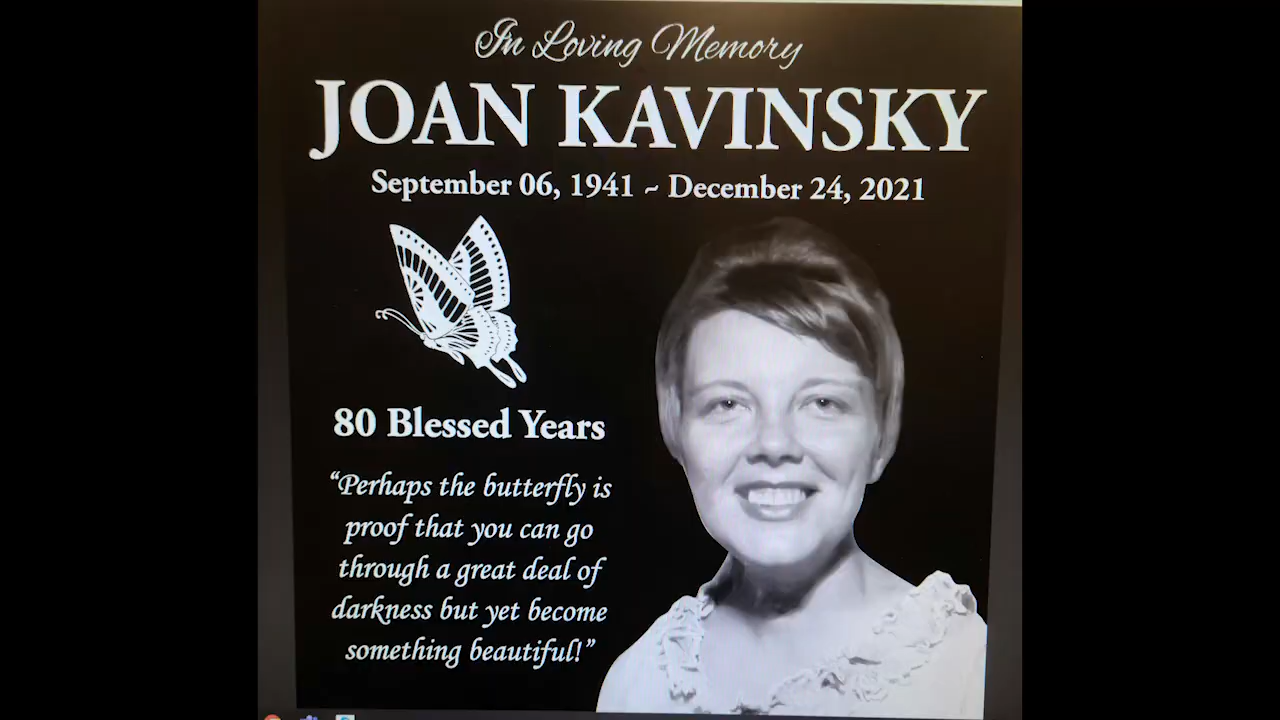 In Loving Memory
JOAN KAVINSKY
September 06, 1941 ~ December 24, 2021
80 Blessed Years
“Perhaps the butterfly is
proof that you can go
through a great deal of
darkness but yet become
something beautiful!”